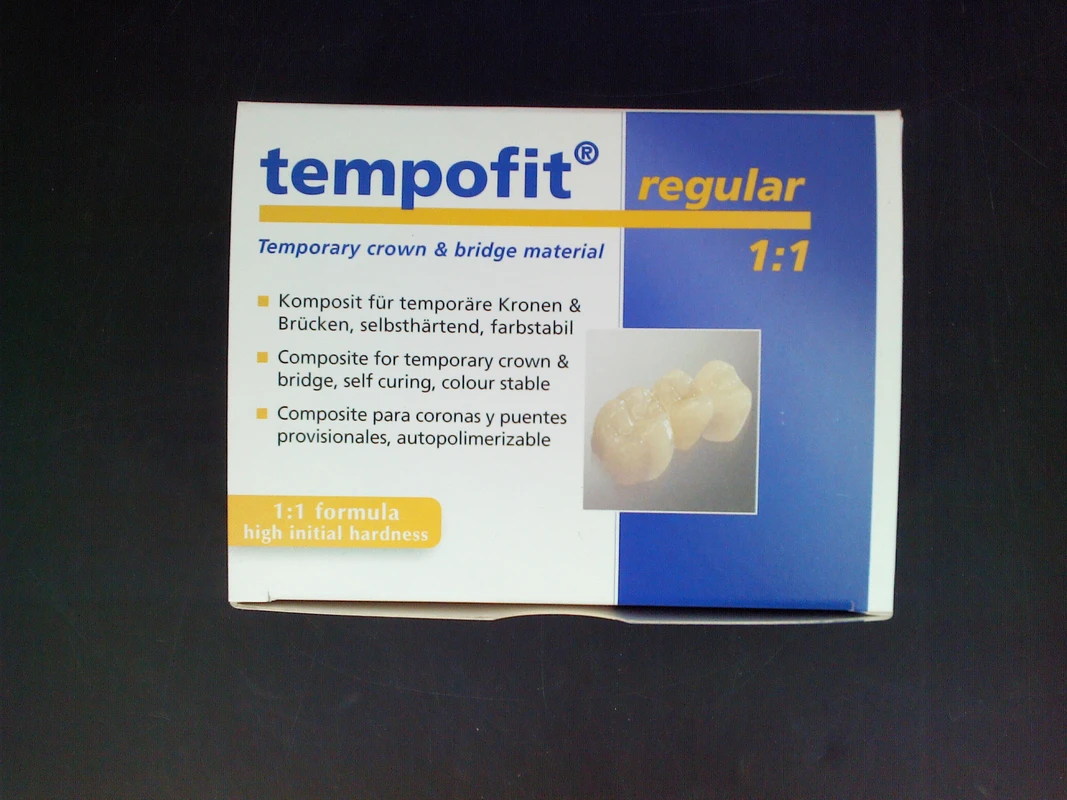 tempofit®
regular
1:1
Temporary crown & bridge material
Komposit für temporäre Kronen &
Brücken, selbsthärtend, farbstabil
Composite for temporary crown &
bridge, self curing, colour stable
Composite para coronas y puentes
provisionales, autopolimerizable
1:1 formula
high initial hardness